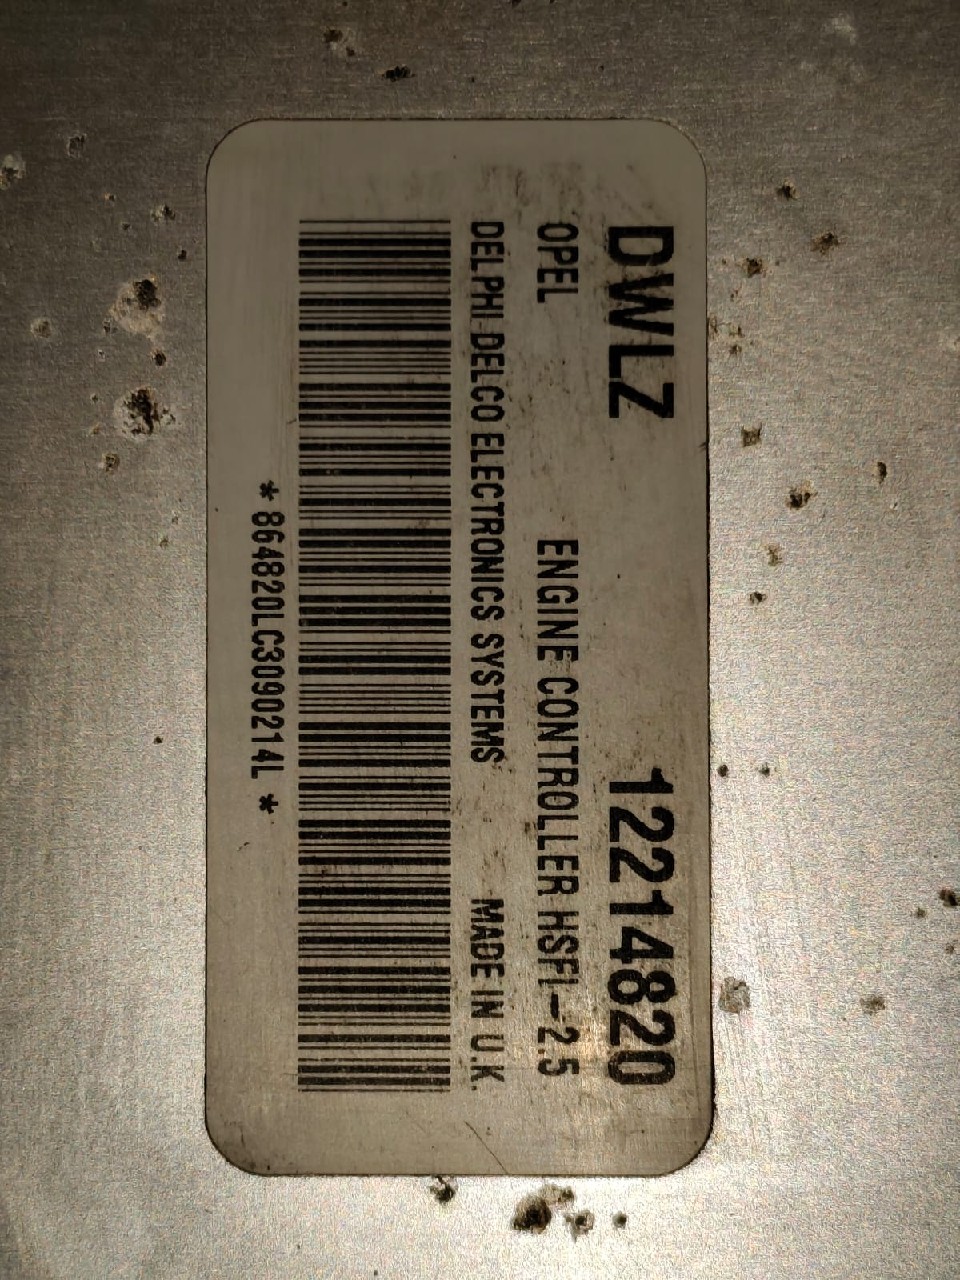 DWLZ 12214820
OPEL ENGINE CONTROLLER HSFI-2.5
DELPHI DELCO ELECTRONICS SYSTEMS MADE IN U.K.
* 864820LC3090214L *